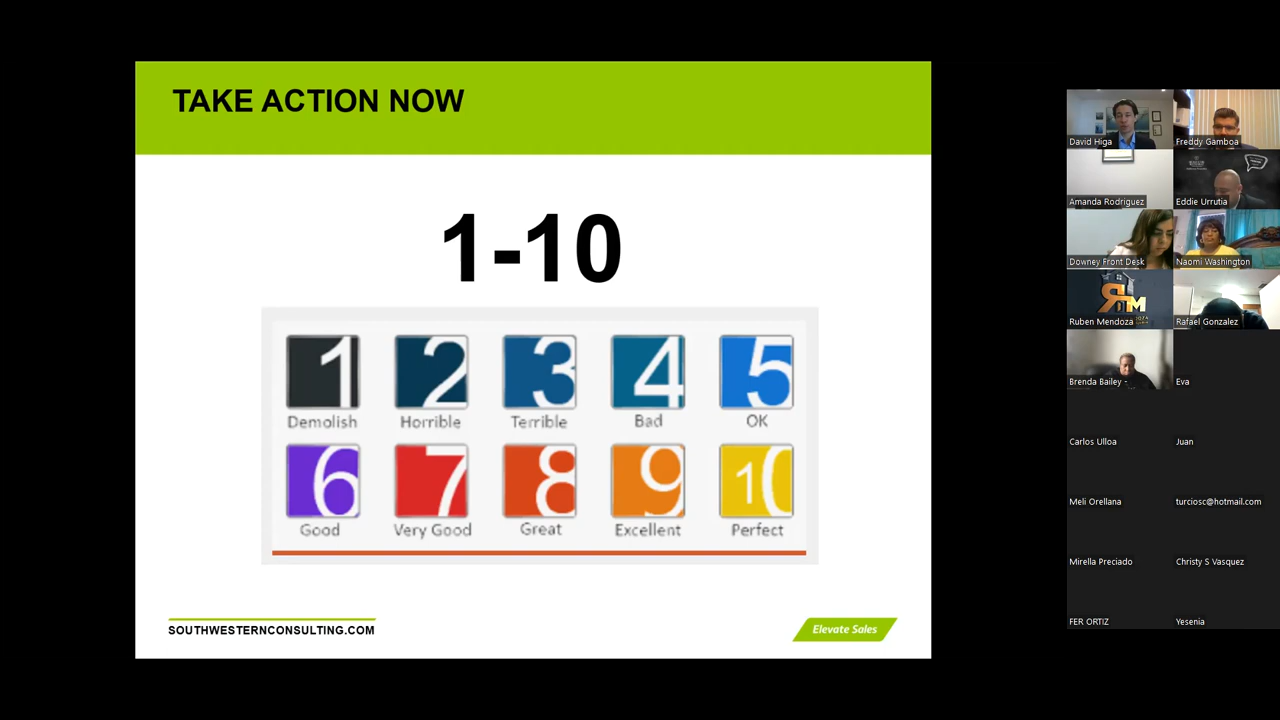 TAKE ACTION NOW
1-10
1 2 3 4 5
Demolish Horrible Terrible Bad OK
6 7 8 9 10
Good Very Good Great Excellent Perfect
SOUTHWESTERNCONSULTING.COM
Elevate Sales
David Higa Freddy Gamboa
Amanda Rodriguez Eddie Urrutia
Downey Front Desk Naomi Washington
Ruben Mendoza Rafael Gonzalez
Brenda Bailey - Eva
Carlos Ulloa Juan
Meli Orellana turciosc@hotmail.com
Mirella Preciado Christy S Vasquez
FER ORTIZ Yesenia